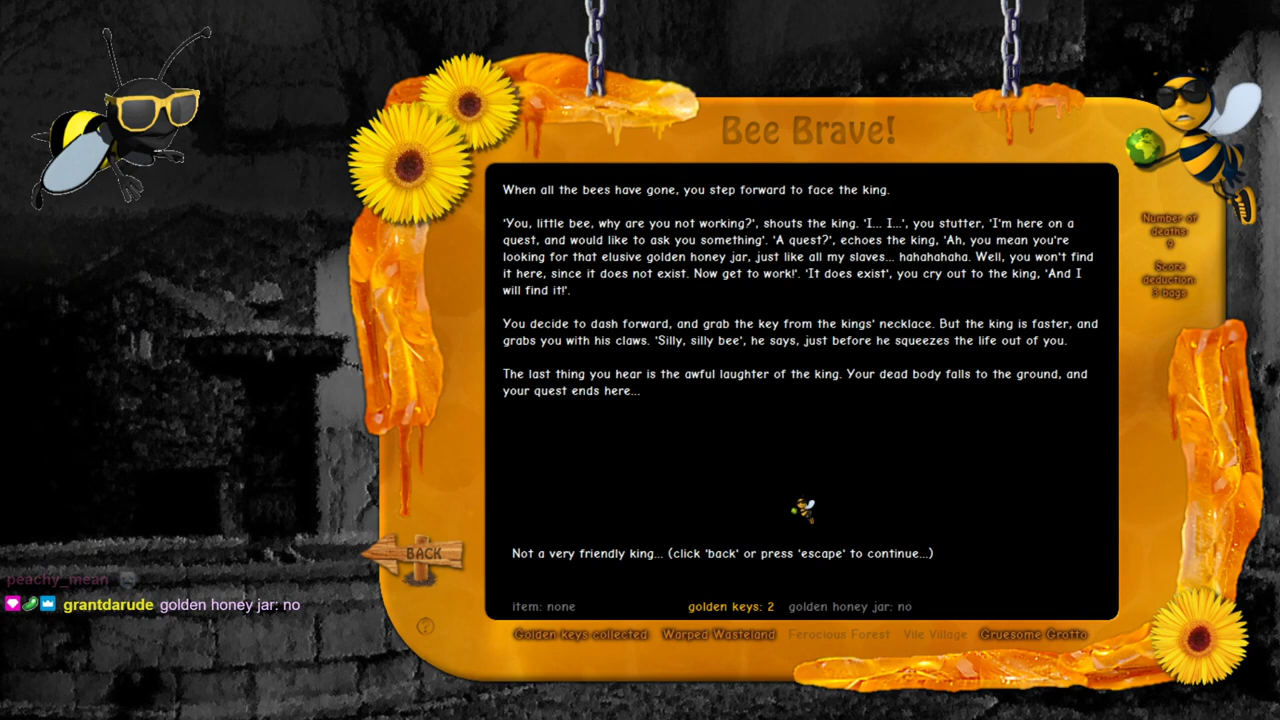 Bee Brave!
When all the bees have gone, you step forward to face the king.
'You, little bee, why are you not working?', shouts the king. 'I... I...', you stutter, 'I'm here on a
quest, and would like to ask you something'. 'A quest?', echoes the king, 'Ah, you mean you're
looking for that elusive golden honey jar, just like all my slaves... hahahahaha. Well, you won't find
it here, since it does not exist. Now get to work!'. 'It does exist', you cry out to the king, 'And I
will find it!'.
You decide to dash forward, and grab the key from the kings' necklace. But the king is faster, and
grabs you with his claws. 'Silly, silly bee', he says, just before he squeezes the life out of you.
The last thing you hear is the awful laughter of the king. Your dead body falls to the ground, and
your quest ends here...
Not a very friendly king... (click 'back' or press 'escape' to continue...)
item: none golden keys: 2 golden honey jar: no
Golden keys collected Warped Wasteland Ferocious Forest Vile Village Gruesome Grotto
Number of
deaths:
9
Score
deduction:
3 bags
BACK
?
peachy_mean
grantdarude golden honey jar: no